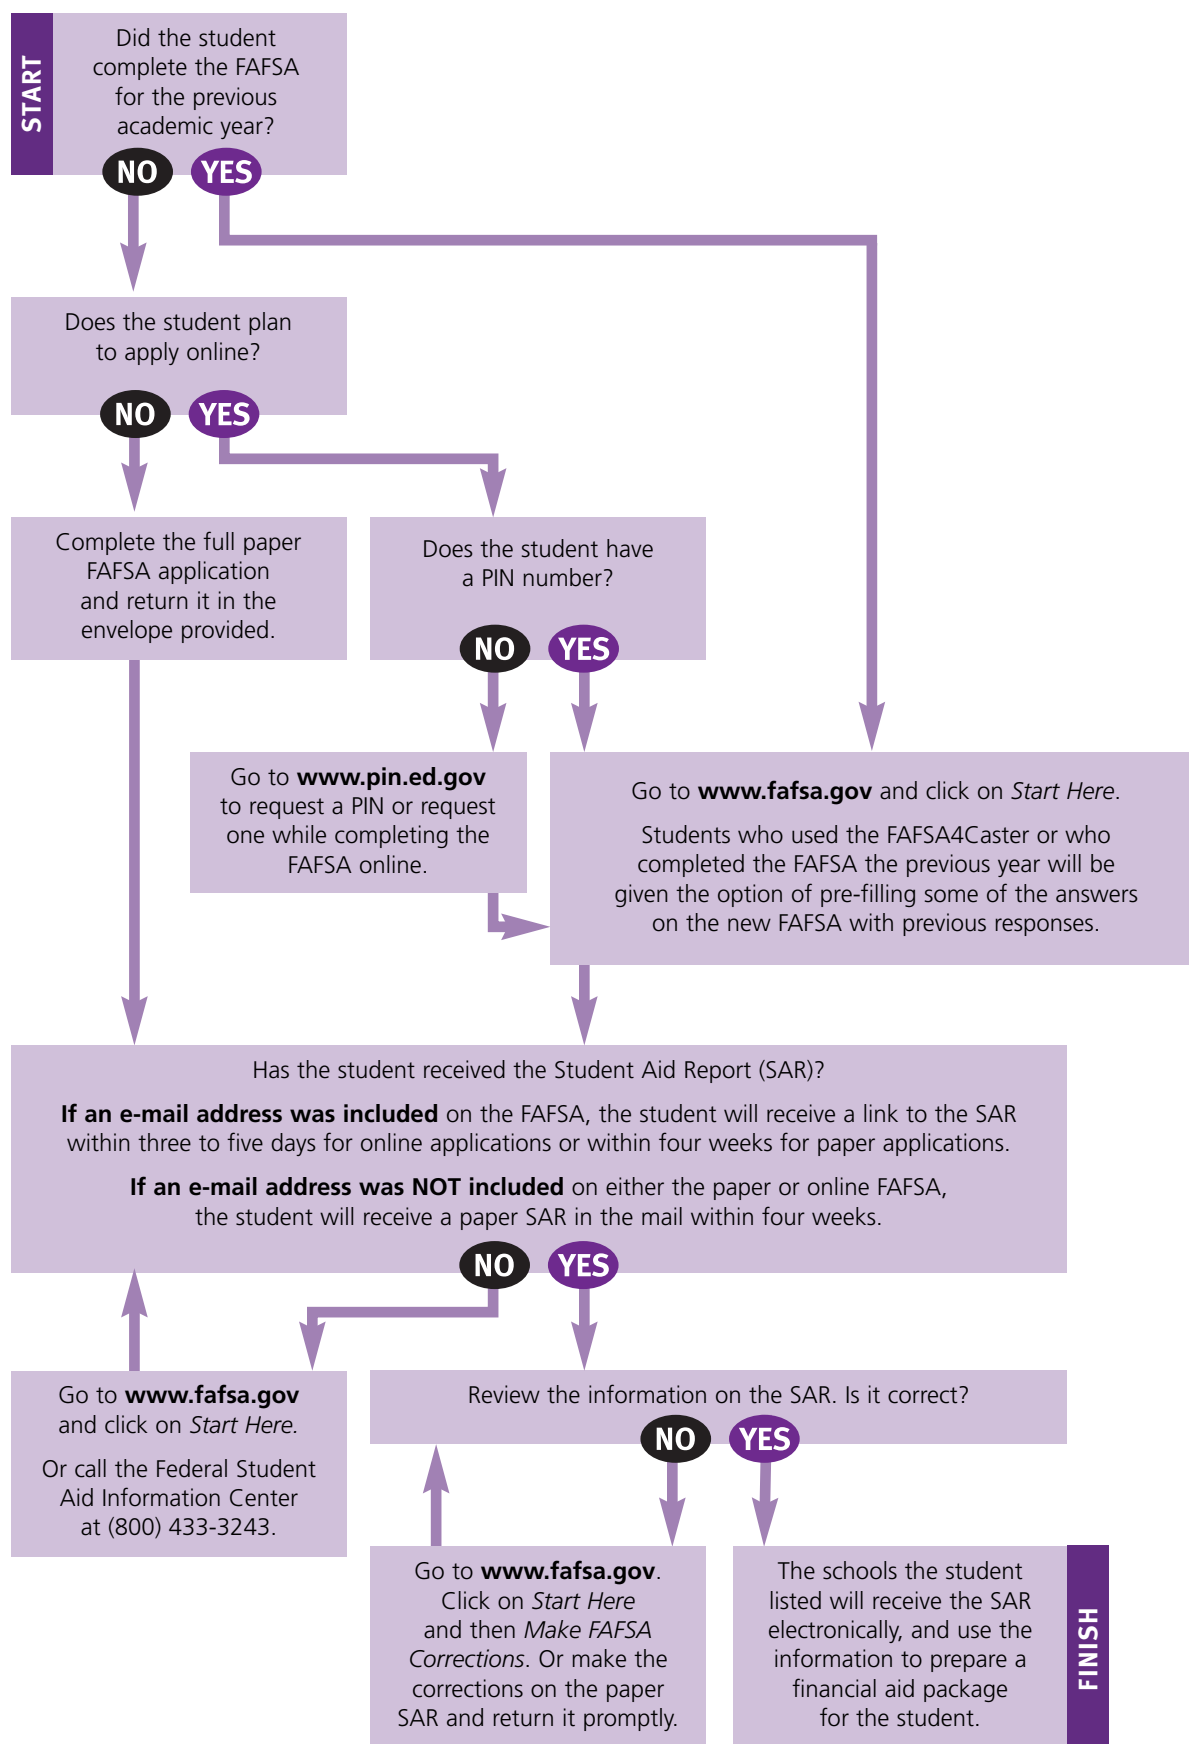 START
Did the student
complete the FAFSA
for the previous
academic year?
NO YES
Does the student plan
to apply online?
NO YES
Complete the full paper
FAFSA application
and return it in the
envelope provided.
Does the student have
a PIN number?
NO YES
Go to www.pin.ed.gov
to request a PIN or request
one while completing the
FAFSA online.
Go to www.fafsa.gov and click on Start Here.
Students who used the FAFSA4Caster or who
completed the FAFSA the previous year will be
given the option of pre-filling some of the answers
on the new FAFSA with previous responses.
Has the student received the Student Aid Report (SAR)?
If an e-mail address was included on the FAFSA, the student will receive a link to the SAR
within three to five days for online applications or within four weeks for paper applications.
If an e-mail address was NOT included on either the paper or online FAFSA,
the student will receive a paper SAR in the mail within four weeks.
NO YES
Go to www.fafsa.gov
and click on Start Here.
Or call the Federal Student
Aid Information Center
at (800) 433-3243.
Review the information on the SAR. Is it correct?
NO YES
Go to www.fafsa.gov.
Click on Start Here
and then Make FAFSA
Corrections. Or make the
corrections on the paper
SAR and return it promptly.
The schools the student
listed will receive the SAR
electronically, and use the
information to prepare a
financial aid package
for the student.
FINISH